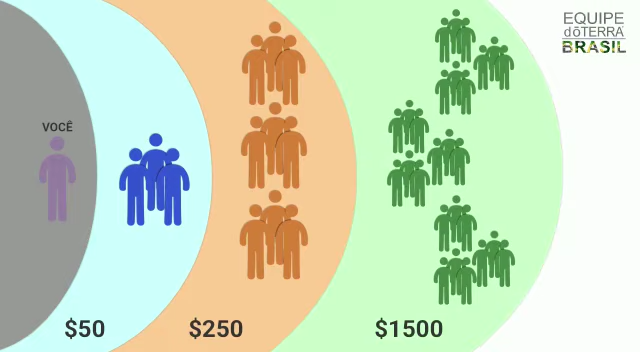 EQUIPE
dōTERRA
BRASIL
VOCÊ
$50
$250
$1500